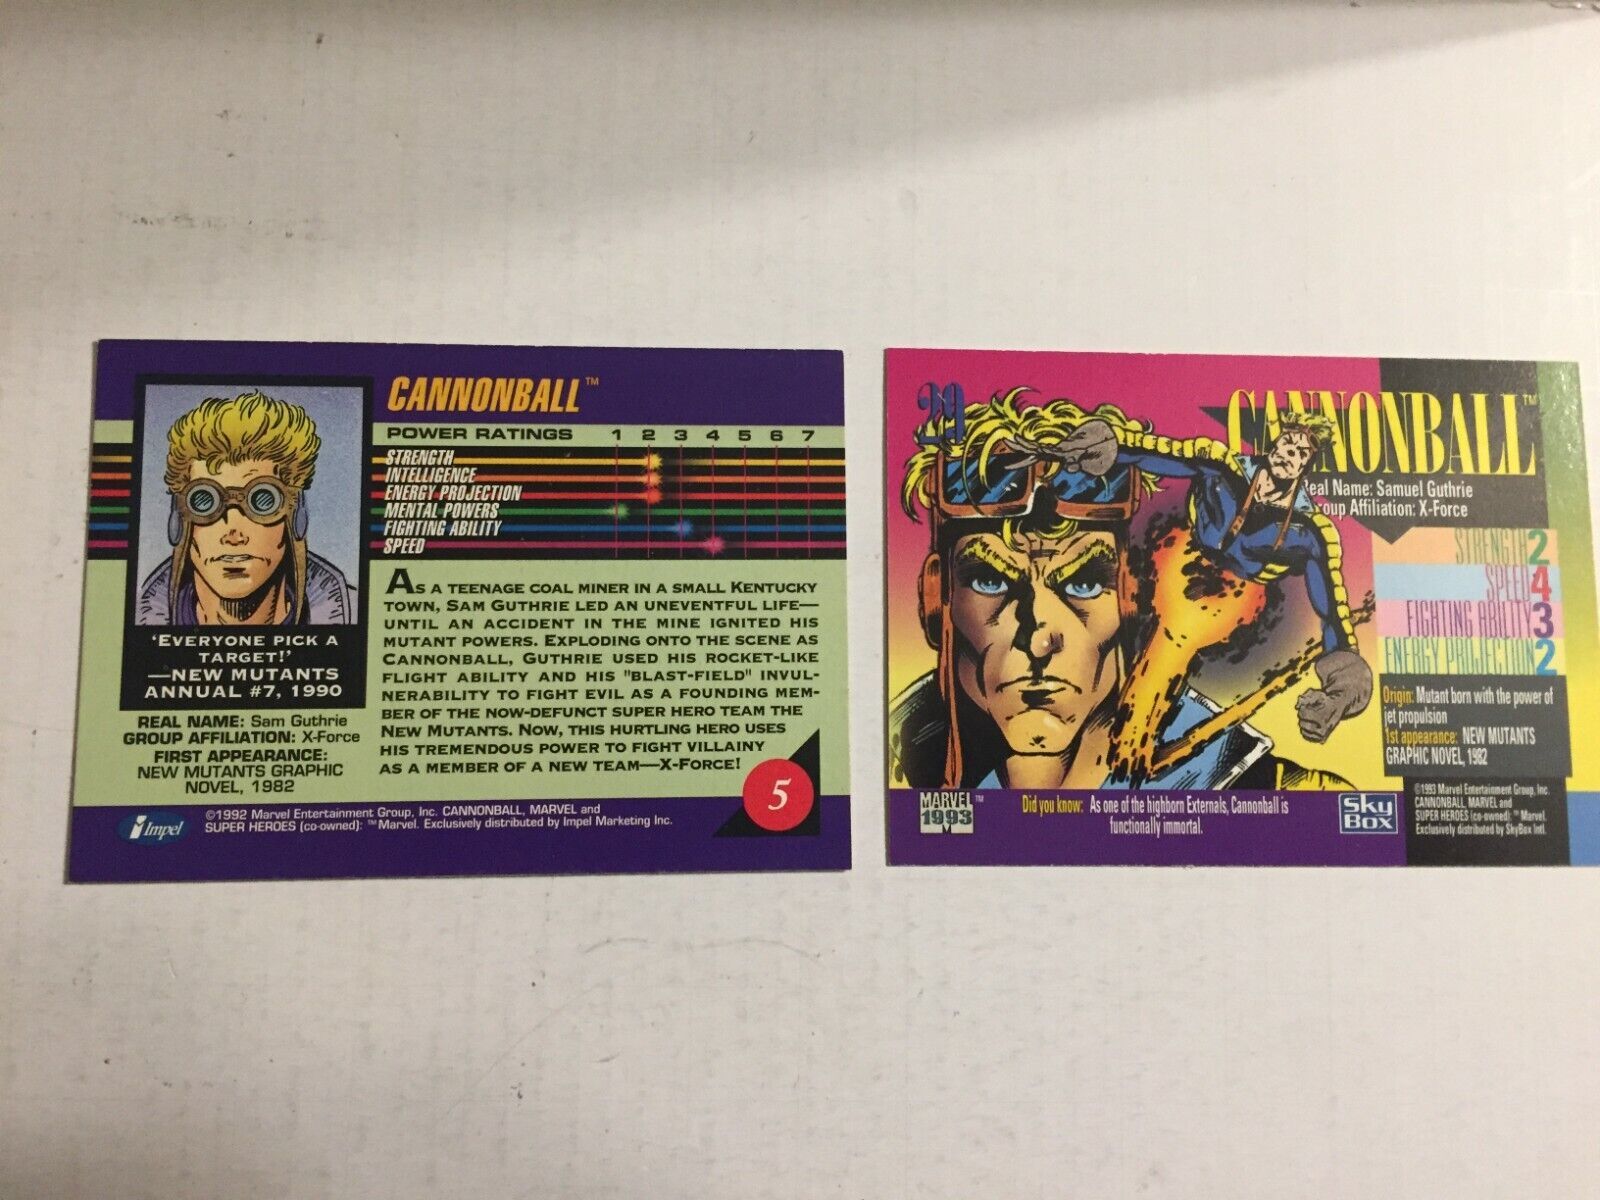 CANNONBALL™
POWER RATINGS 1 2 3 4 5 6 7
STRENGTH
INTELLIGENCE
ENERGY PROJECTION
MENTAL POWERS
FIGHTING ABILITY
SPEED
'EVERYONE PICK A
TARGET!'
—NEW MUTANTS
ANNUAL #7, 1990
REAL NAME: Sam Guthrie
GROUP AFFILIATION: X-Force
FIRST APPEARANCE:
NEW MUTANTS GRAPHIC
NOVEL, 1982
AS A TEENAGE COAL MINER IN A SMALL KENTUCKY
TOWN, SAM GUTHRIE LED AN UNEVENTFUL LIFE—
UNTIL AN ACCIDENT IN THE MINE IGNITED HIS
MUTANT POWERS. EXPLODING ONTO THE SCENE AS
CANNONBALL, GUTHRIE USED HIS ROCKET-LIKE
FLIGHT ABILITY AND HIS "BLAST-FIELD" INVUL-
NERABILITY TO FIGHT EVIL AS A FOUNDING MEM-
BER OF THE NOW-DEFUNCT SUPER HERO TEAM THE
NEW MUTANTS. NOW, THIS HURTLING HERO USES
HIS TREMENDOUS POWER TO FIGHT VILLAINY
AS A MEMBER OF A NEW TEAM—X-FORCE!
5
Impel
©1992 Marvel Entertainment Group, Inc. CANNONBALL, MARVEL and
SUPER HEROES (co-owned): ™Marvel. Exclusively distributed by Impel Marketing Inc.
29
CANNONBALL™
Real Name: Samuel Guthrie
Group Affiliation: X-Force
STRENGTH 2
SPEED 4
FIGHTING ABILITY 3
ENERGY PROJECTION 2
Origin: Mutant born with the power of
jet propulsion
1st appearance: NEW MUTANTS
GRAPHIC NOVEL, 1982
MARVEL™
1993
Did you know: As one of the highborn Externals, Cannonball is
functionally immortal.
SKY
BOX
©1993 Marvel Entertainment Group, Inc.
CANNONBALL, MARVEL and
SUPER HEROES (co-owned): ™ Marvel.
Exclusively distributed by SkyBox Intl.